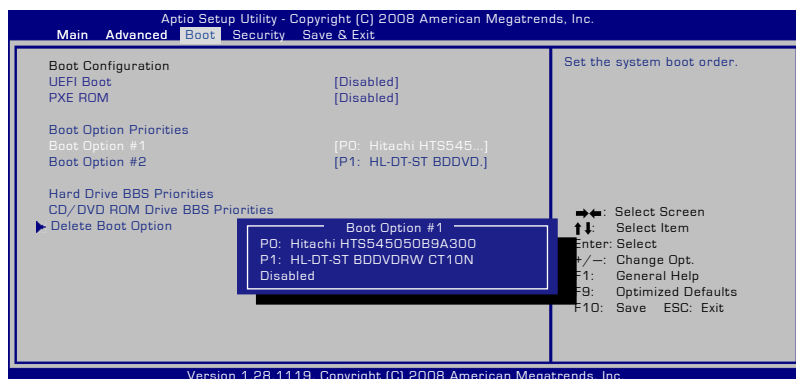 Aptio Setup Utility - Copyright (C) 2008 American Megatrends, Inc.
Main Advanced Boot Security Save & Exit
Boot Configuration
UEFI Boot [Disabled]
PXE ROM [Disabled]
Boot Option Priorities
Boot Option #1 [P0: Hitachi HTS545...]
Boot Option #2 [P1: HL-DT-ST BDDVD.]
Hard Drive BBS Priorities
CD/DVD ROM Drive BBS Priorities
Delete Boot Option
Boot Option #1
P0: Hitachi HTS545050B9A300
P1: HL-DT-ST BDDVDRW CT10N
Disabled
Set the system boot order.
→←: Select Screen
↑↓: Select Item
Enter: Select
+/—: Change Opt.
F1: General Help
F9: Optimized Defaults
F10: Save ESC: Exit
Version 1.28.1119. Copyright (C) 2008 American Megatrends, Inc.